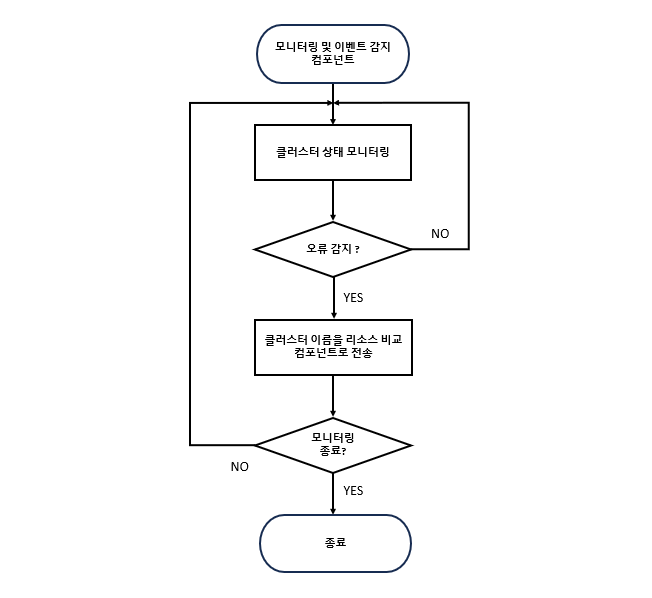 모니터링 및 이벤트 감지
컴포넌트
클러스터 상태 모니터링
오류 감지 ?
NO
YES
클러스터 이름을 리소스 비교
컴포넌트로 전송
모니터링
종료?
NO
YES
종료